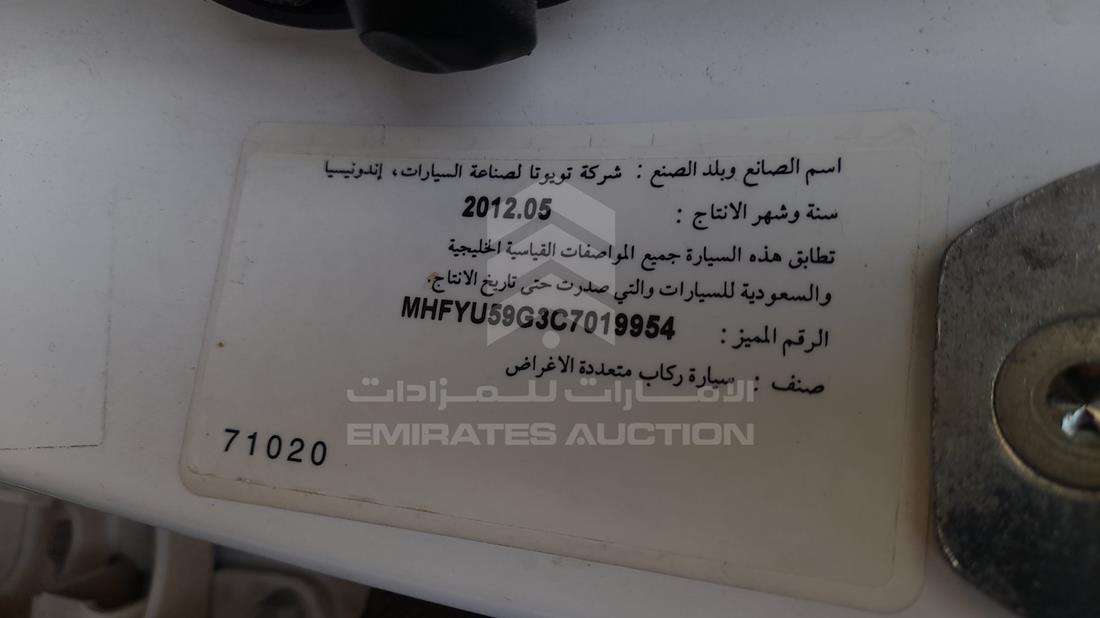 اسم الصانع وبلد الصنع : شركة تويوتا لصناعة السيارات، إندونيسيا
سنة وشهر الانتاج : 2012.05
تطابق هذه السيارة جميع المواصفات القياسية الخليجية
والسعودية للسيارات والتي صدرت حتى تاريخ الانتاج.
الرقم المميز : MHFYU59G3C7019954
صنف : سيارة ركاب متعددة الاغراض
الإمارات للمزادات
EMIRATES AUCTION
71020